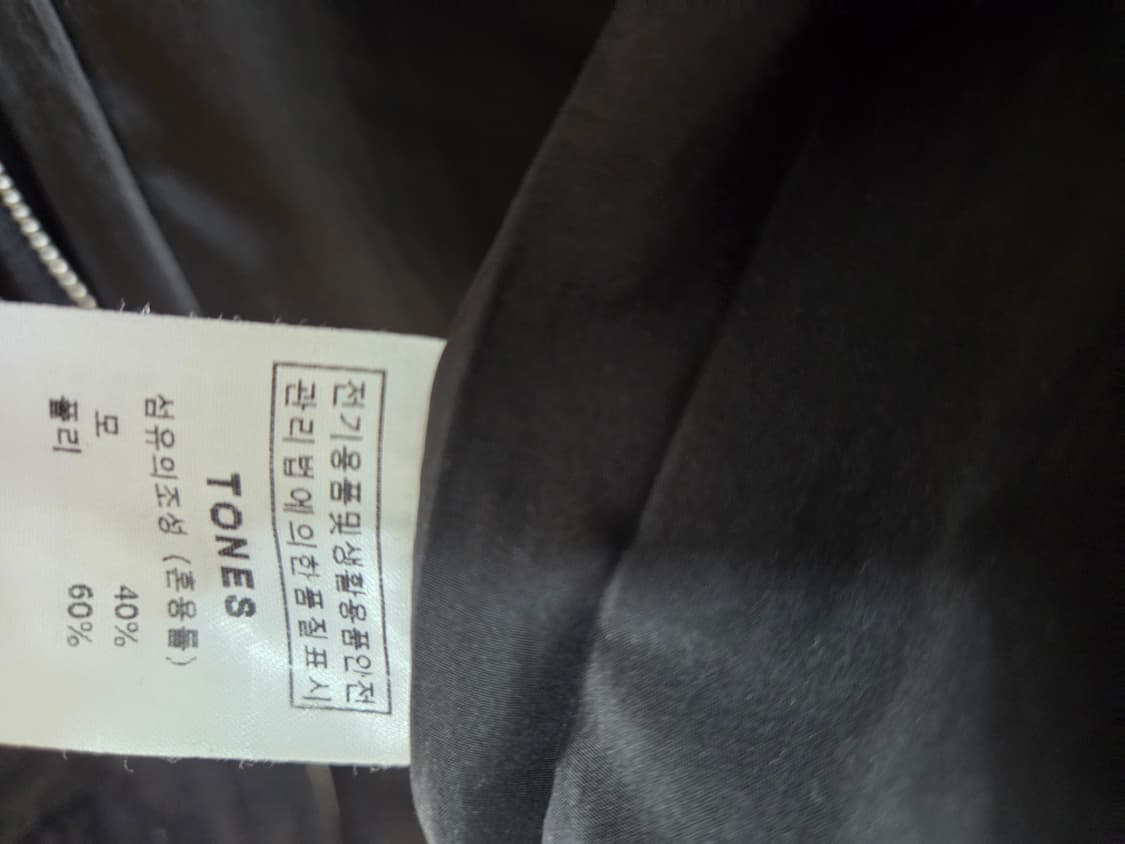 전기용품및생활용품안전
관리법에의한품질표시
TONES
섬유의조성 (혼용률)
모 40%
폴리 60%